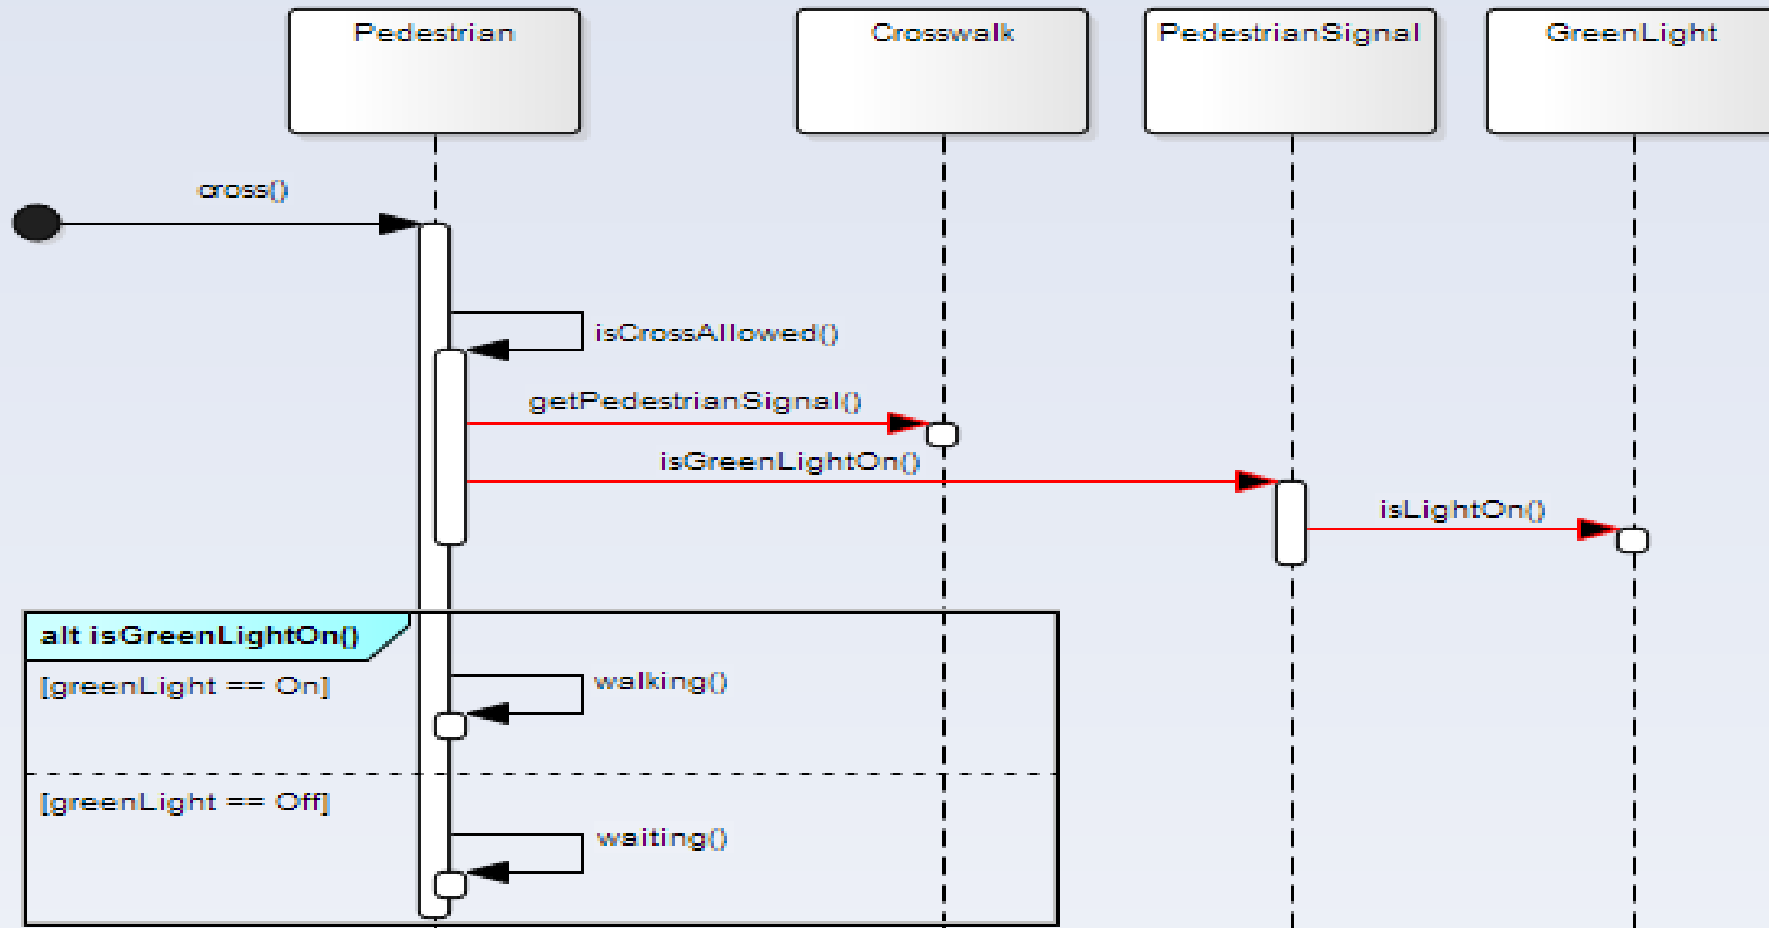 Pedestrian
Crosswalk
PedestrianSignal
GreenLight
cross()
isCrossAllowed()
getPedestrianSignal()
isGreenLightOn()
isLightOn()
alt isGreenLightOn()
[greenLight == On]
walking()
[greenLight == Off]
waiting()